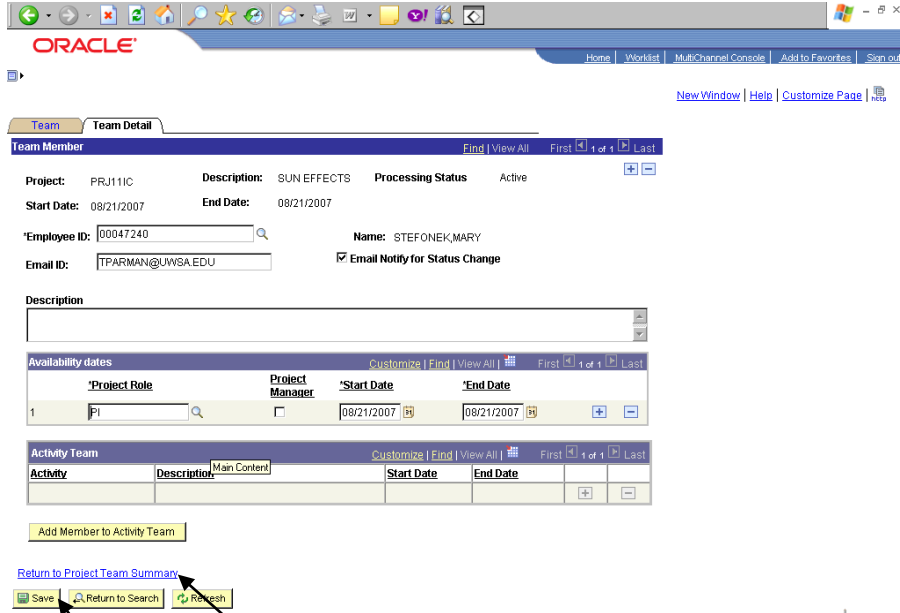 ORACLE'
Home | Worklist | MultiChannel Console | Add to Favorites | Sign out
New Window | Help | Customize Page | http
Team Team Detail
Team Member Find | View All First 1 of 1 Last
Project: PRJ11IC Description: SUN EFFECTS Processing Status Active
Start Date: 08/21/2007 End Date: 08/21/2007
*Employee ID: 00047240 Name: STEFONEK,MARY
Email ID: TPARMAN@UWSA.EDU Email Notify for Status Change
Description
Availability dates Customize | Find | View All | First 1 of 1 Last
*Project Role Project Manager *Start Date *End Date
1 PI 08/21/2007 08/21/2007
Activity Team Customize | Find | View All | First 1 of 1 Last
Activity Description Main Content Start Date End Date
Add Member to Activity Team
Return to Project Team Summary
Save Return to Search Refresh